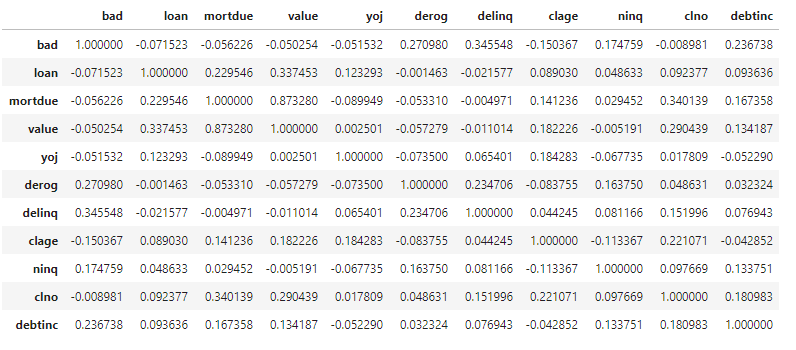 bad loan mortdue value yoj derog delinq clage ninq clno debtinc
bad 1.000000 -0.071523 -0.056226 -0.050254 -0.051532 0.270980 0.345548 -0.150367 0.174759 -0.008981 0.236738
loan -0.071523 1.000000 0.229546 0.337453 0.123293 -0.001463 -0.021577 0.089030 0.048633 0.092377 0.093636
mortdue -0.056226 0.229546 1.000000 0.873280 -0.089949 -0.053310 -0.004971 0.141236 0.029452 0.340139 0.167358
value -0.050254 0.337453 0.873280 1.000000 0.002501 -0.057279 -0.011014 0.182226 -0.005191 0.290439 0.134187
yoj -0.051532 0.123293 -0.089949 0.002501 1.000000 -0.073500 0.065401 0.184283 -0.067735 0.017809 -0.052290
derog 0.270980 -0.001463 -0.053310 -0.057279 -0.073500 1.000000 0.234706 -0.083755 0.163750 0.048631 0.032324
delinq 0.345548 -0.021577 -0.004971 -0.011014 0.065401 0.234706 1.000000 0.044245 0.081166 0.151996 0.076943
clage -0.150367 0.089030 0.141236 0.182226 0.184283 -0.083755 0.044245 1.000000 -0.113367 0.221071 -0.042852
ninq 0.174759 0.048633 0.029452 -0.005191 -0.067735 0.163750 0.081166 -0.113367 1.000000 0.097669 0.133751
clno -0.008981 0.092377 0.340139 0.290439 0.017809 0.048631 0.151996 0.221071 0.097669 1.000000 0.180983
debtinc 0.236738 0.093636 0.167358 0.134187 -0.052290 0.032324 0.076943 -0.042852 0.133751 0.180983 1.000000